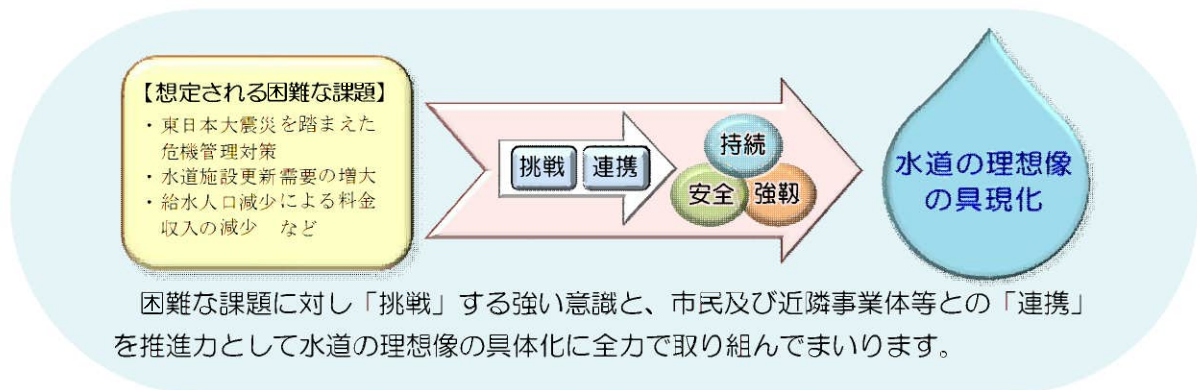 【想定される困難な課題】
・東日本大震災を踏まえた
危機管理対策
・水道施設更新需要の増大
・給水人口減少による料金
収入の減少　など
挑戦
連携
持続
安全
強靱
水道の理想像
の具現化
困難な課題に対し「挑戦」する強い意識と、市民及び近隣事業体等との「連携」
を推進力として水道の理想像の具体化に全力で取り組んでまいります。